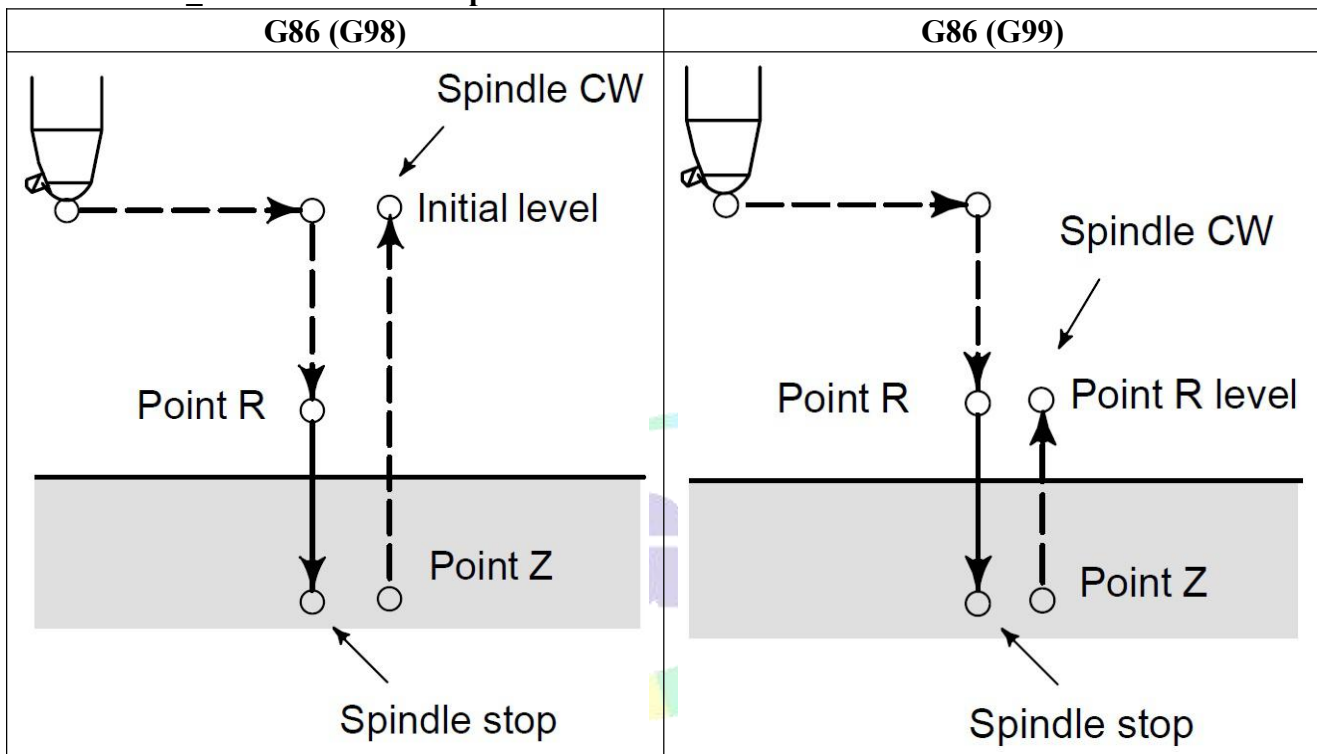 G86 (G98)
G86 (G99)
Spindle CW
Initial level
Point R
Point Z
Spindle stop
Spindle CW
Point R
Point R level
Point Z
Spindle stop